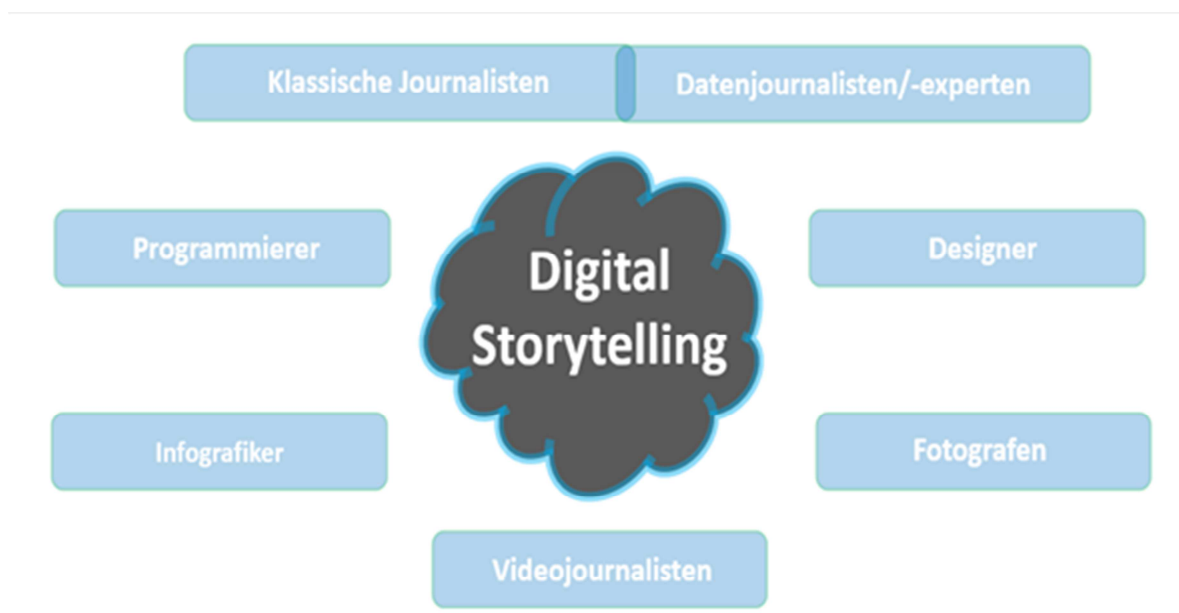 Klassische Journalisten
Datenjournalisten/-experten
Programmierer
Digital
Storytelling
Designer
Infografiker
Fotografen
Videojournalisten